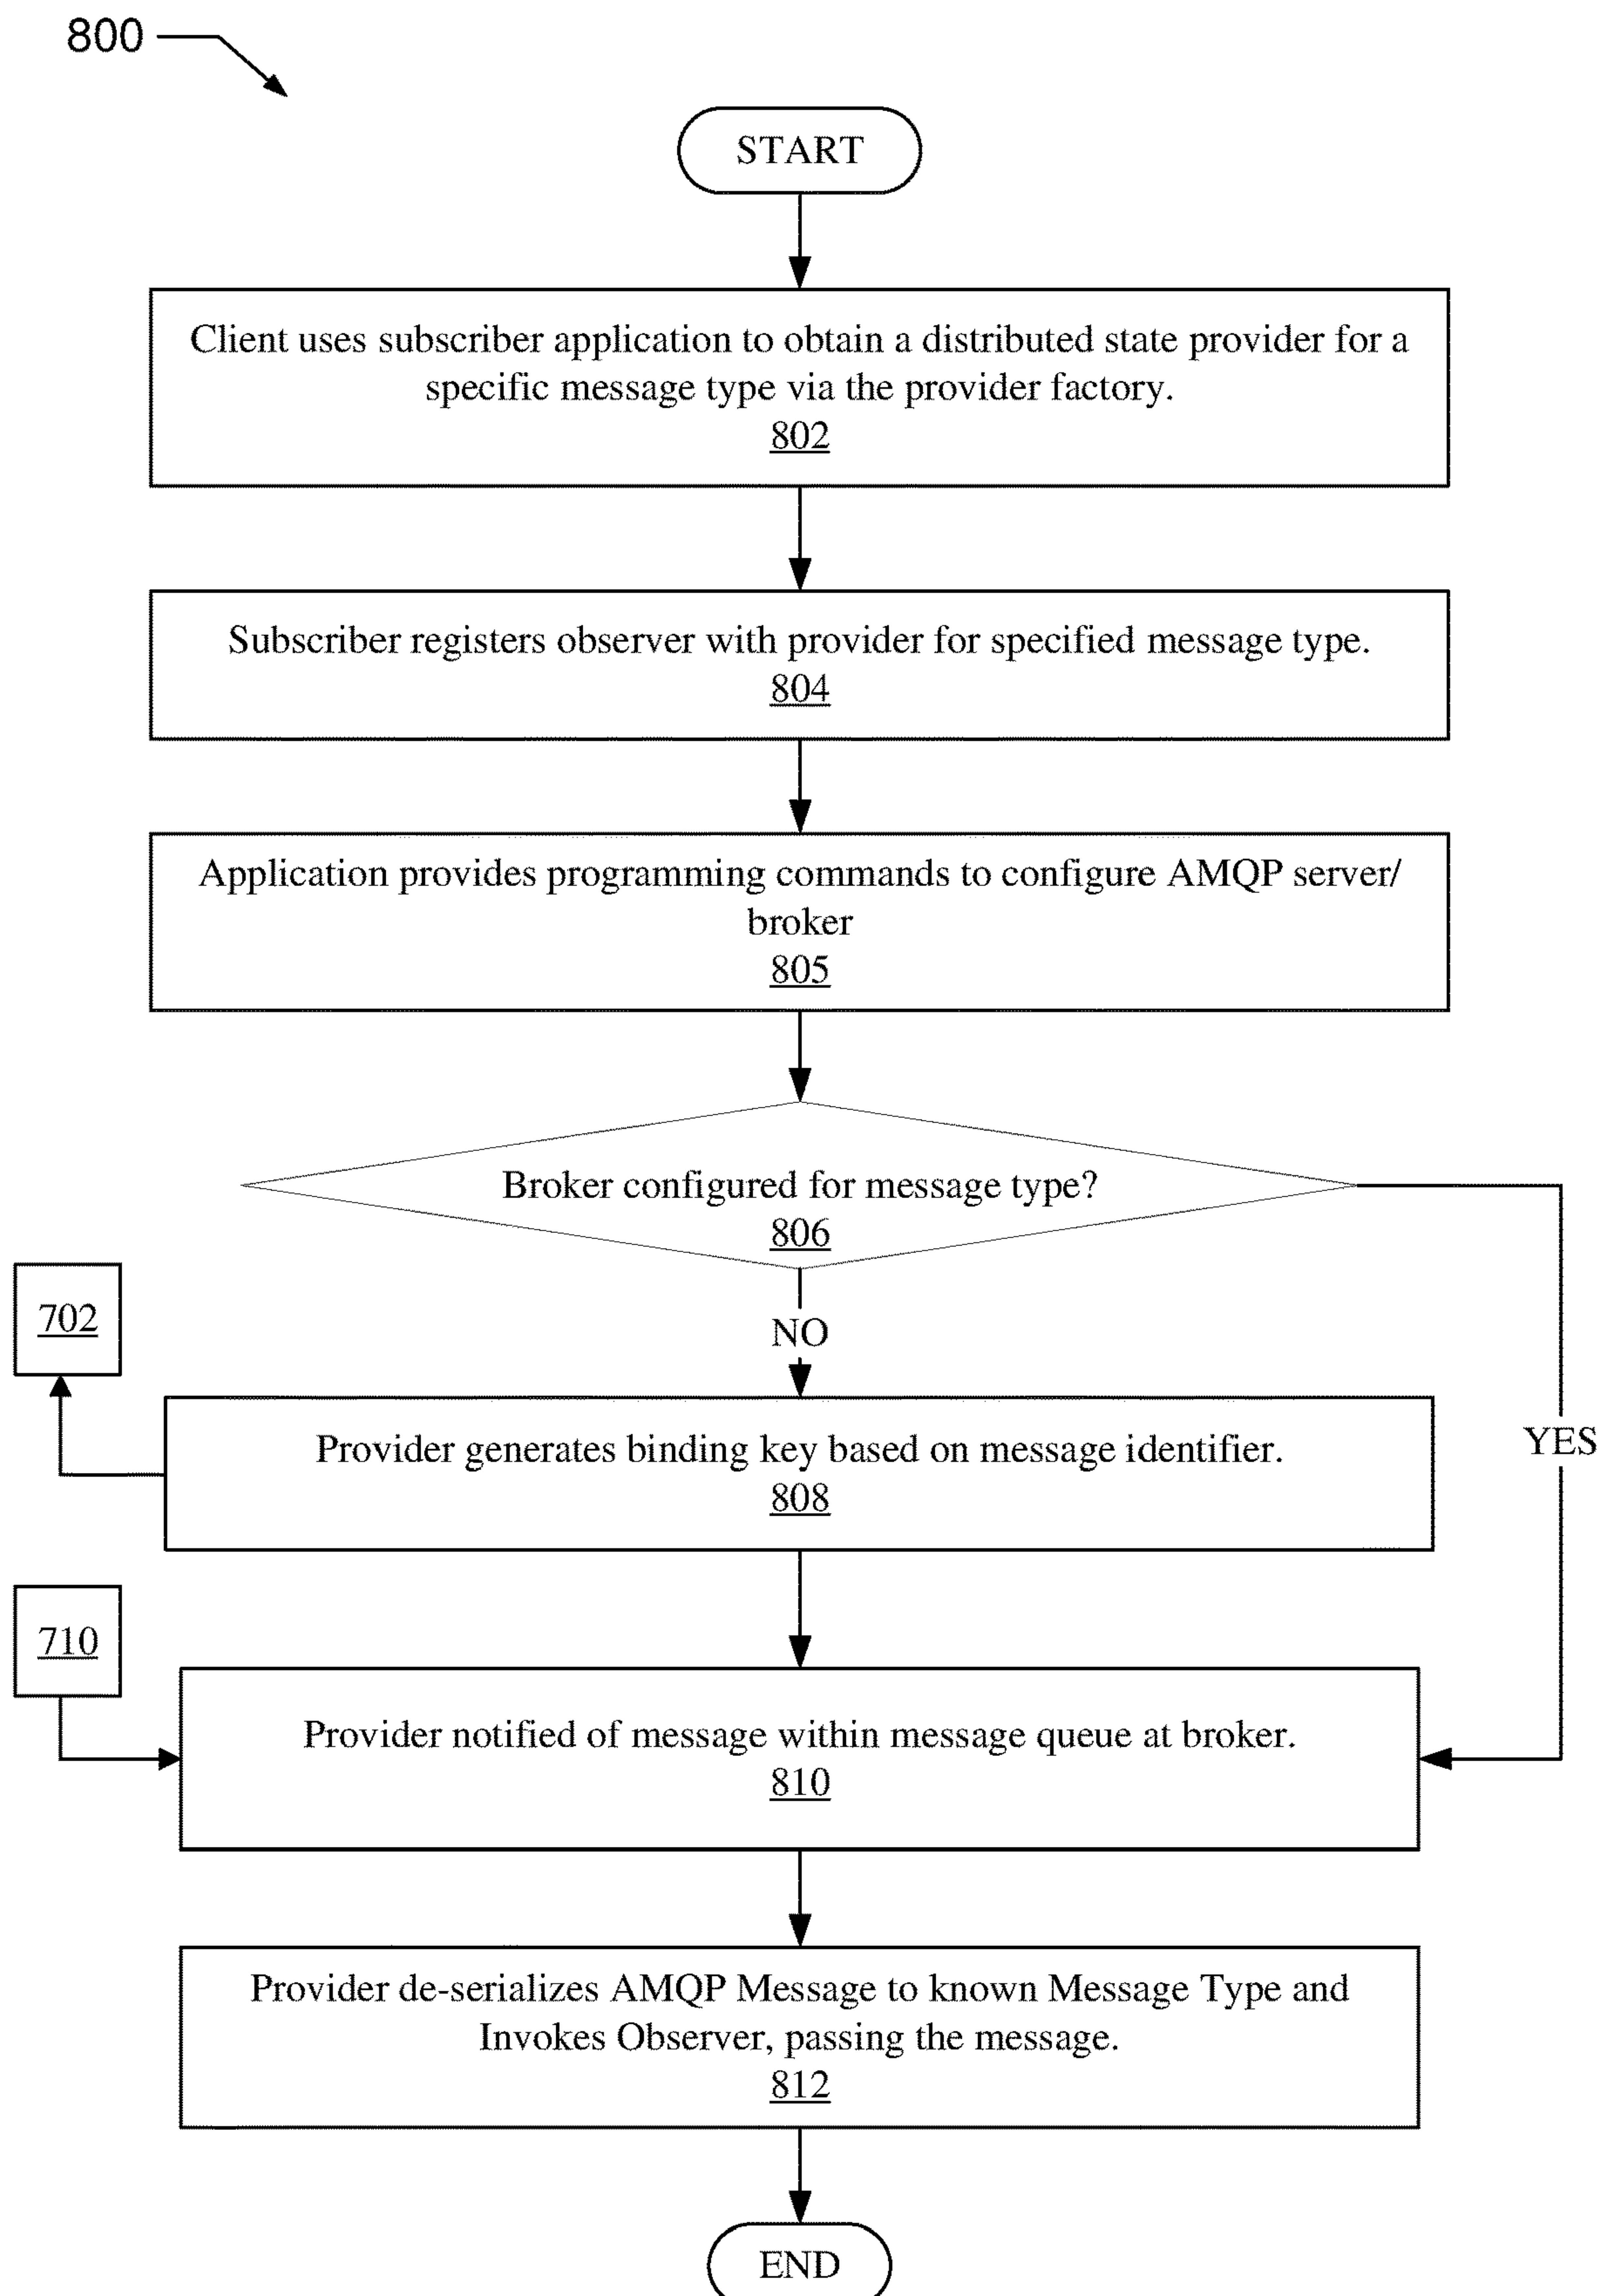 800
START
Client uses subscriber application to obtain a distributed state provider for a
specific message type via the provider factory.
802
Subscriber registers observer with provider for specified message type.
804
Application provides programming commands to configure AMQP server/
broker
805
Broker configured for message type?
806
702
NO
Provider generates binding key based on message identifier.
808
YES
710
Provider notified of message within message queue at broker.
810
Provider de-serializes AMQP Message to known Message Type and
Invokes Observer, passing the message.
812
END